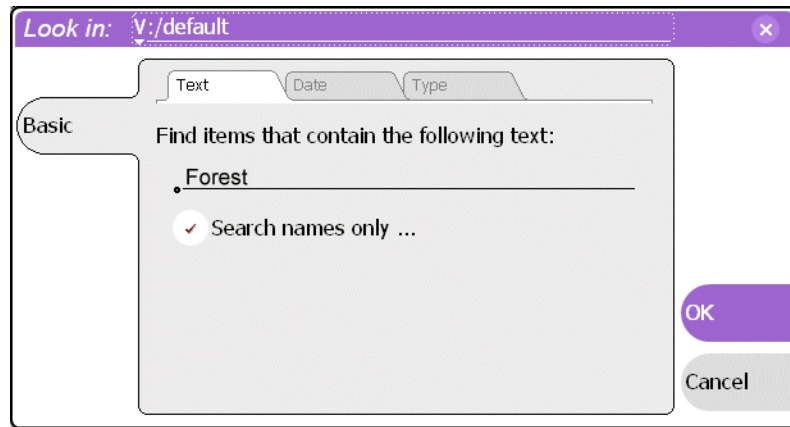 Look in: V:/default
Text Date Type
Basic
Find items that contain the following text:
Forest
Search names only ...
OK
Cancel